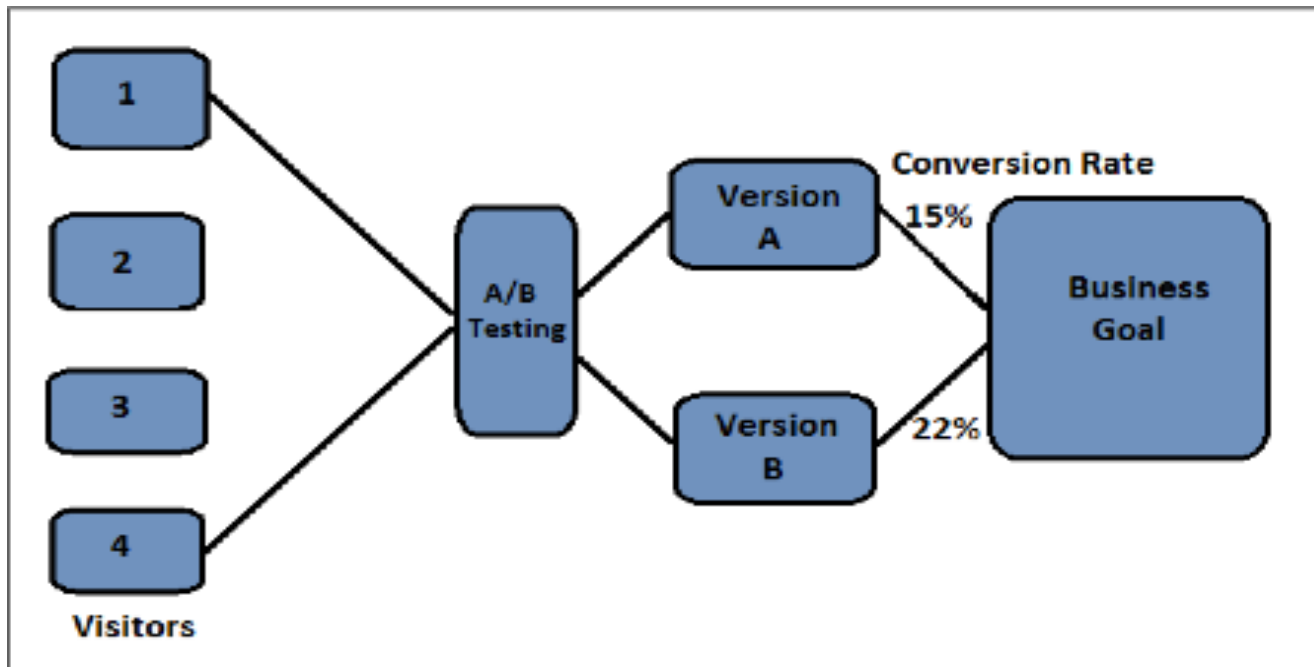 1
2
3
4
Visitors
A/B
Testing
Version
A
Version
B
Conversion Rate
15%
22%
Business
Goal